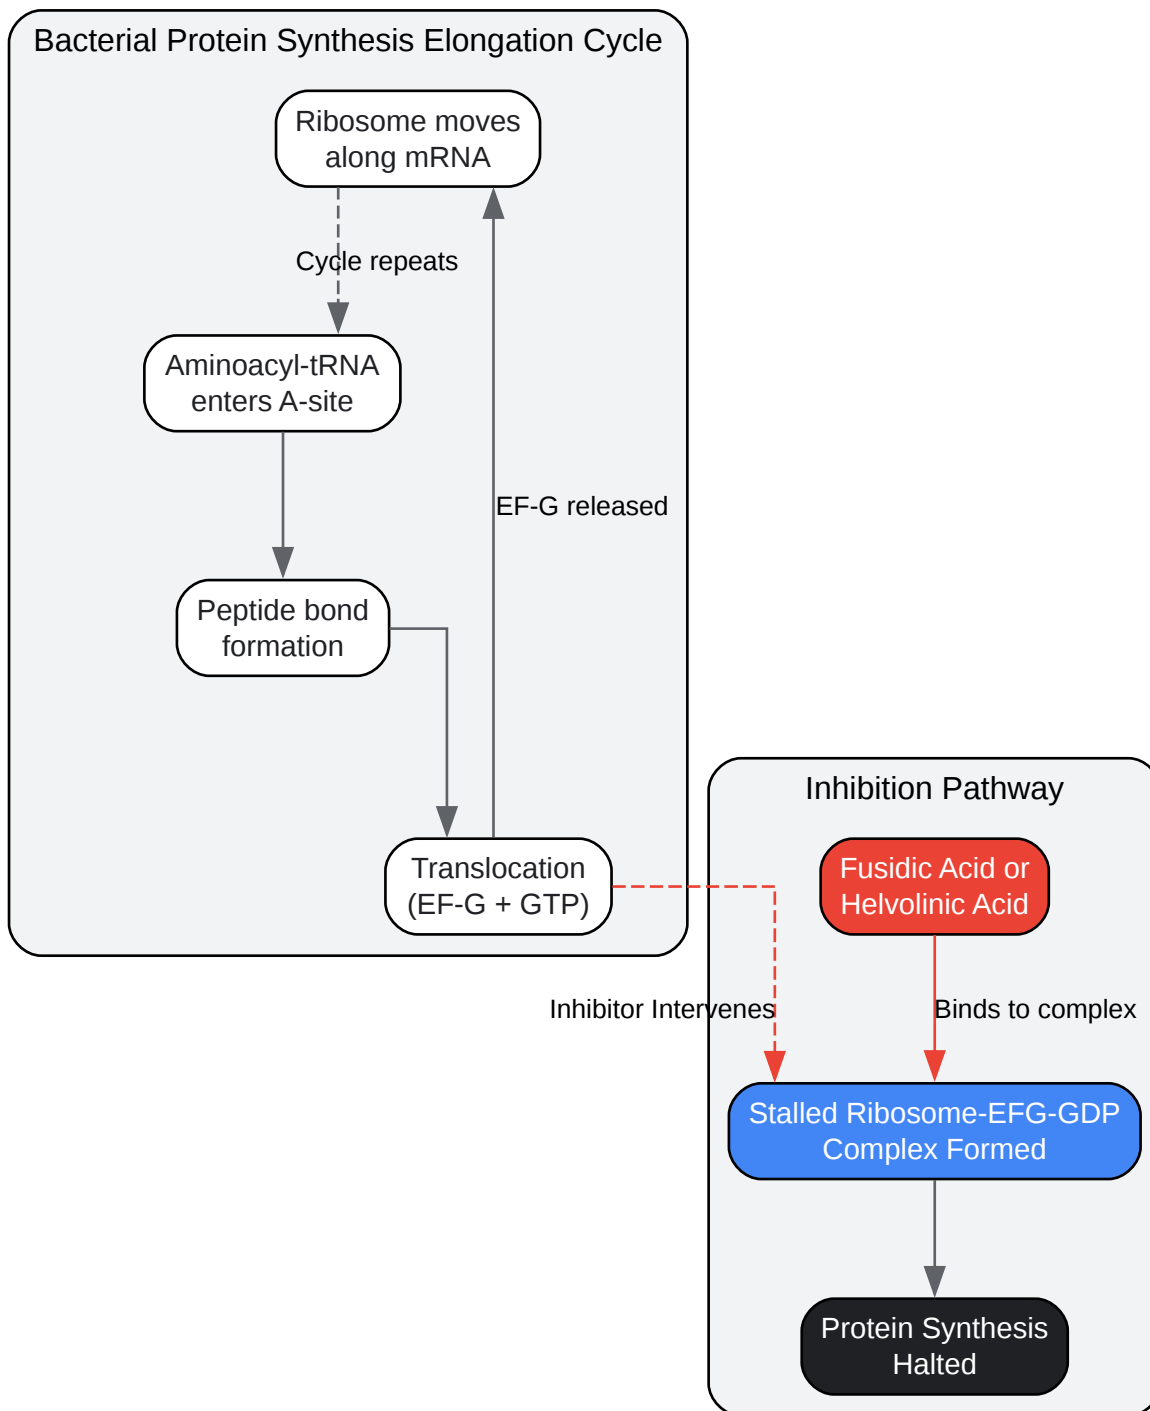 Bacterial Protein Synthesis Elongation Cycle
Ribosome moves
along mRNA
Cycle repeats
Aminoacyl-tRNA
enters A-site
EF-G released
Peptide bond
formation
Translocation
(EF-G + GTP)
Inhibition Pathway
Fusidic Acid or
Helvolinic Acid
Inhibitor Intervenes
Binds to complex
Stalled Ribosome-EFG-GDP
Complex Formed
Protein Synthesis
Halted